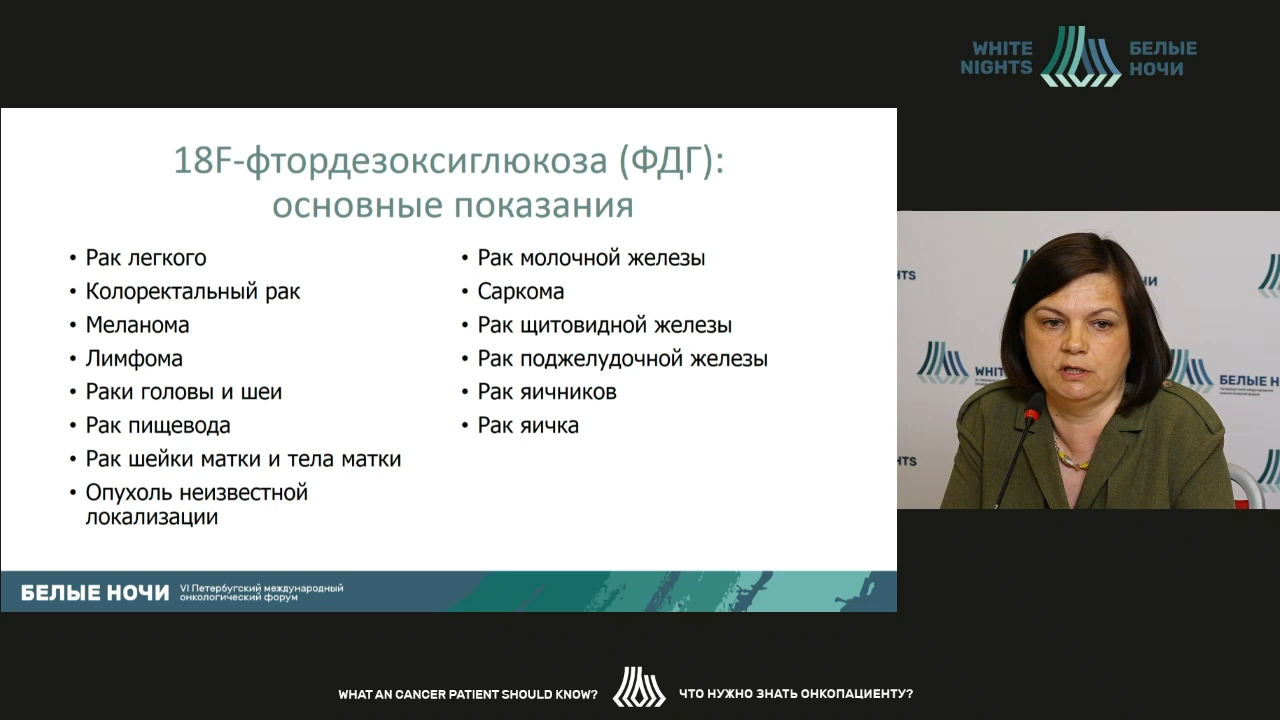 WHITE
NIGHTS
БЕЛЫЕ
НОЧИ
18F-фтордезоксиглюкоза (ФДГ):
основные показания
• Рак легкого
• Колоректальный рак
• Меланома
• Лимфома
• Раки головы и шеи
• Рак пищевода
• Рак шейки матки и тела матки
• Опухоль неизвестной
локализации
• Рак молочной железы
• Саркома
• Рак щитовидной железы
• Рак поджелудочной железы
• Рак яичников
• Рак яичка
БЕЛЫЕ НОЧИ
VI Петербугский международный
онкологический форум
WHAT AN CANCER PATIENT SHOULD KNOW?
ЧТО НУЖНО ЗНАТЬ ОНКОПАЦИЕНТУ?